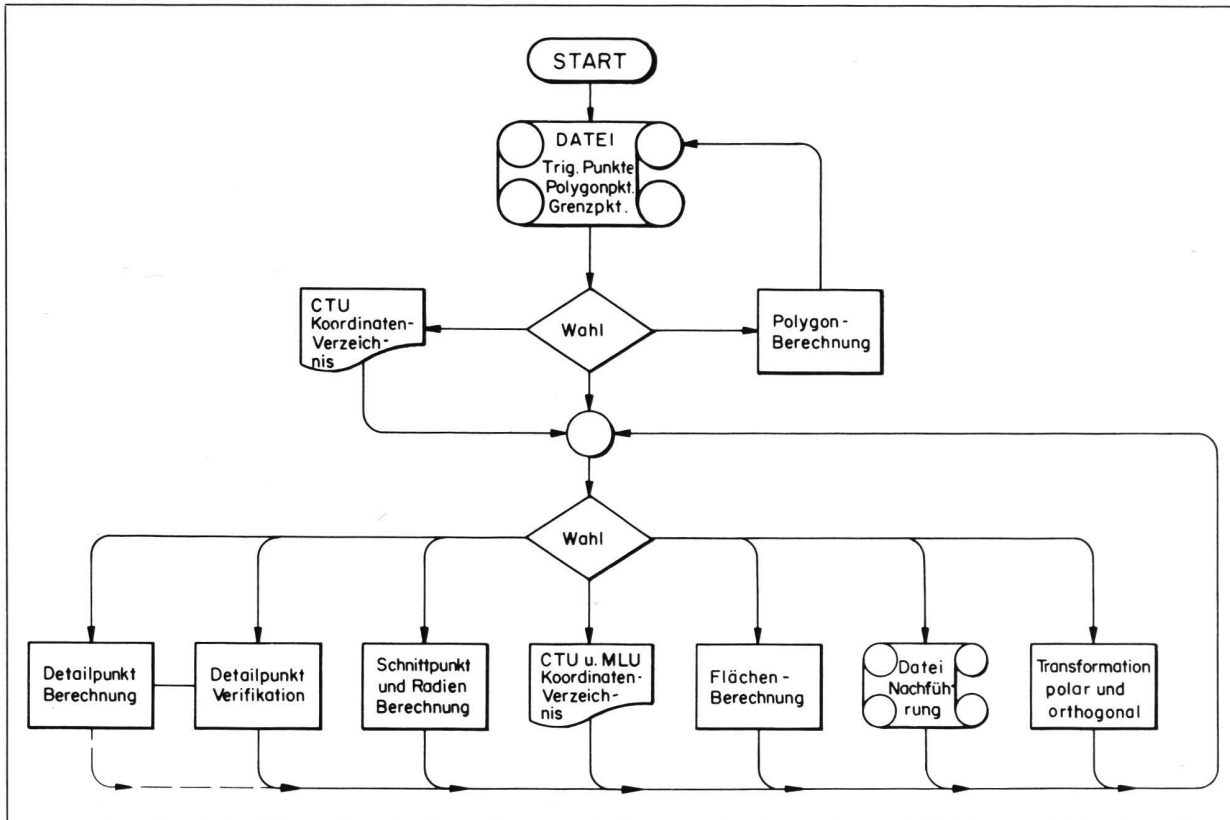 START
DATEI
Trig. Punkte
Polygonpkt.
Grenzpkt.
CTU
Koordinaten-
Verzeich-
nis
Wahl
Polygon-
Berechnung
Wahl
Detailpunkt
Berechnung
Detailpunkt
Verifikation
Schnittpunkt
und Radien
Berechnung
CTU u. MLU
Koordinaten-
Verzeich-
nis
Flächen-
Berechnung
Datei
Nachfüh-
rung
Transformation
polar und
orthogonal